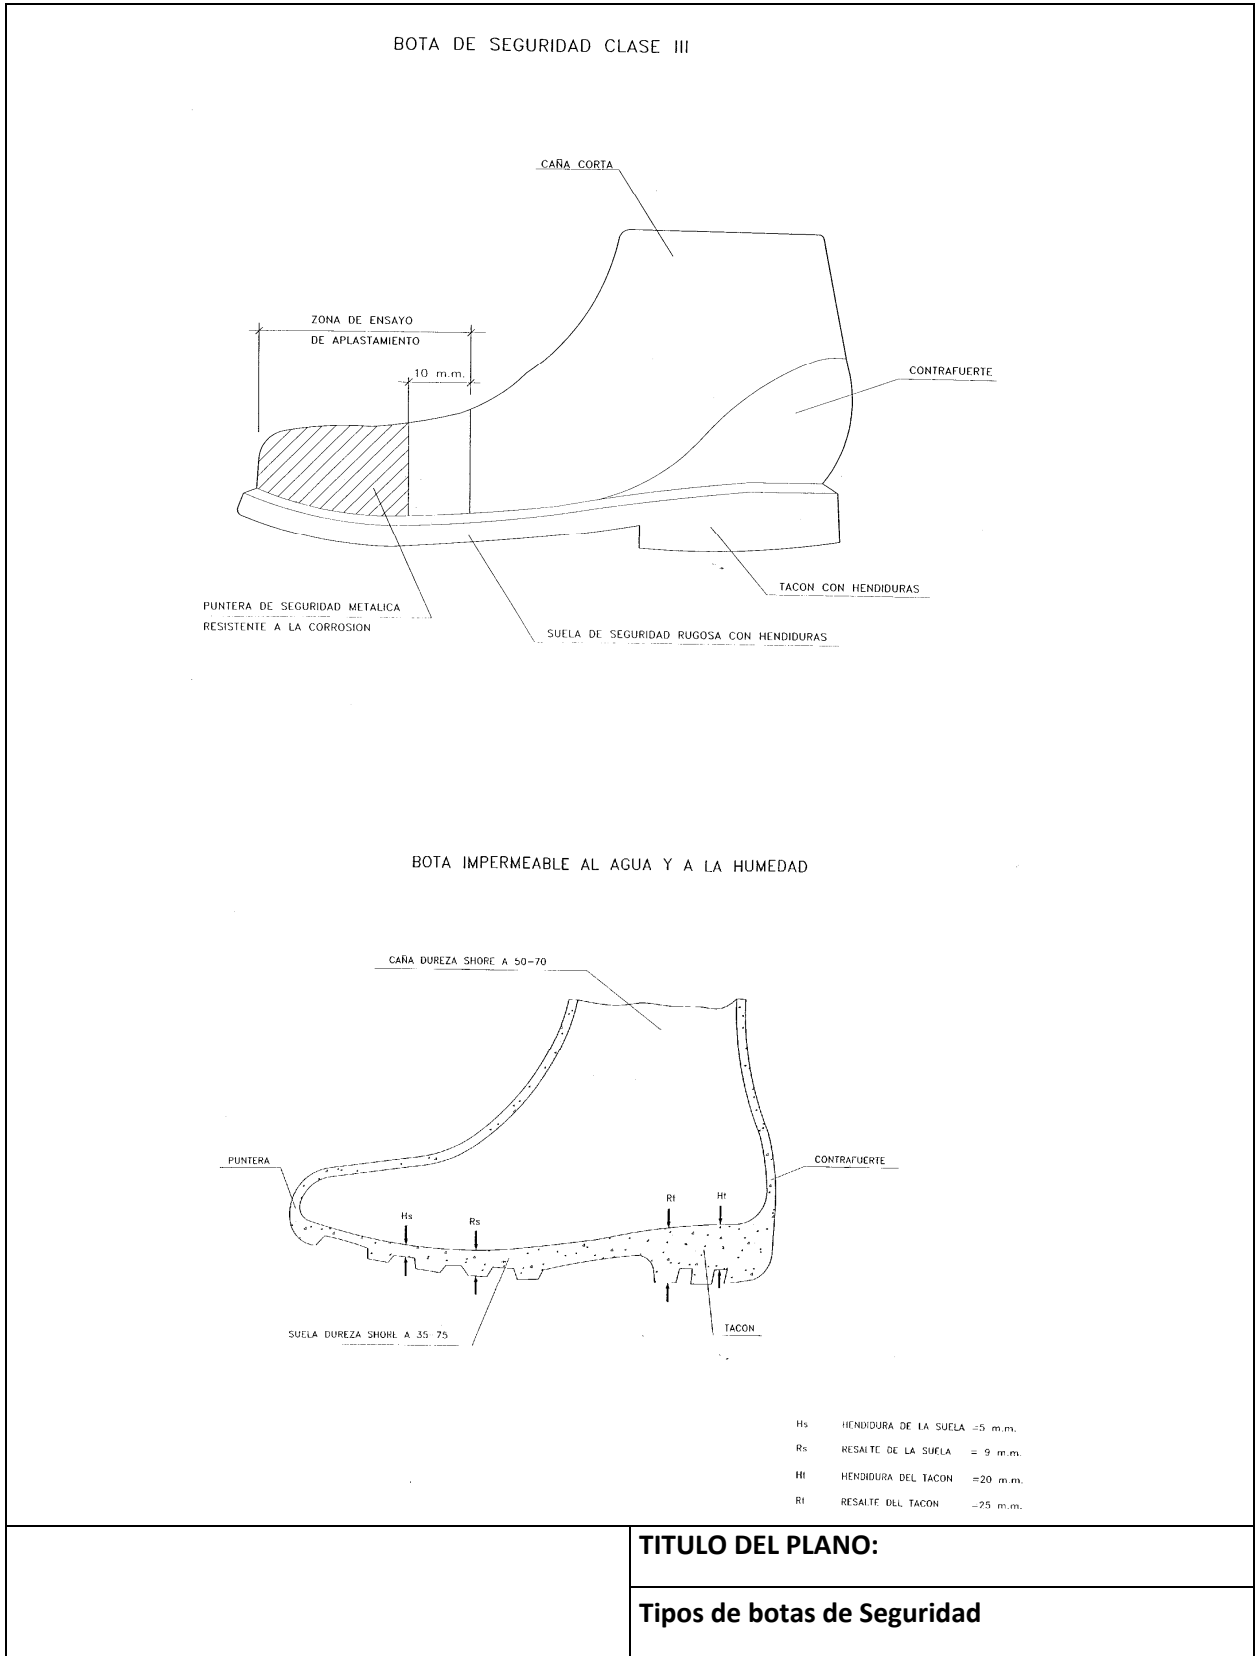 BOTA DE SEGURIDAD CLASE III
CAÑA CORTA
ZONA DE ENSAYO
DE APLASTAMIENTO
10 m.m.
CONTRAFUERTE
TACON CON HENDIDURAS
PUNTERA DE SEGURIDAD METALICA
RESISTENTE A LA CORROSION
SUELA DE SEGURIDAD RUGOSA CON HENDIDURAS
BOTA IMPERMEABLE AL AGUA Y A LA HUMEDAD
CAÑA DUREZA SHORE A 50-70
PUNTERA
CONTRAFUERTE
Hs
Rs
Rt
Ht
SUELA DUREZA SHORE A 35-75
TACON
Hs HENDIDURA DE LA SUELA =5 m.m.
Rs RESALTE DE LA SUELA = 9 m.m.
Ht HENDIDURA DEL TACON =20 m.m.
Rt RESALTE DEL TACON =25 m.m.
TITULO DEL PLANO:
Tipos de botas de Seguridad